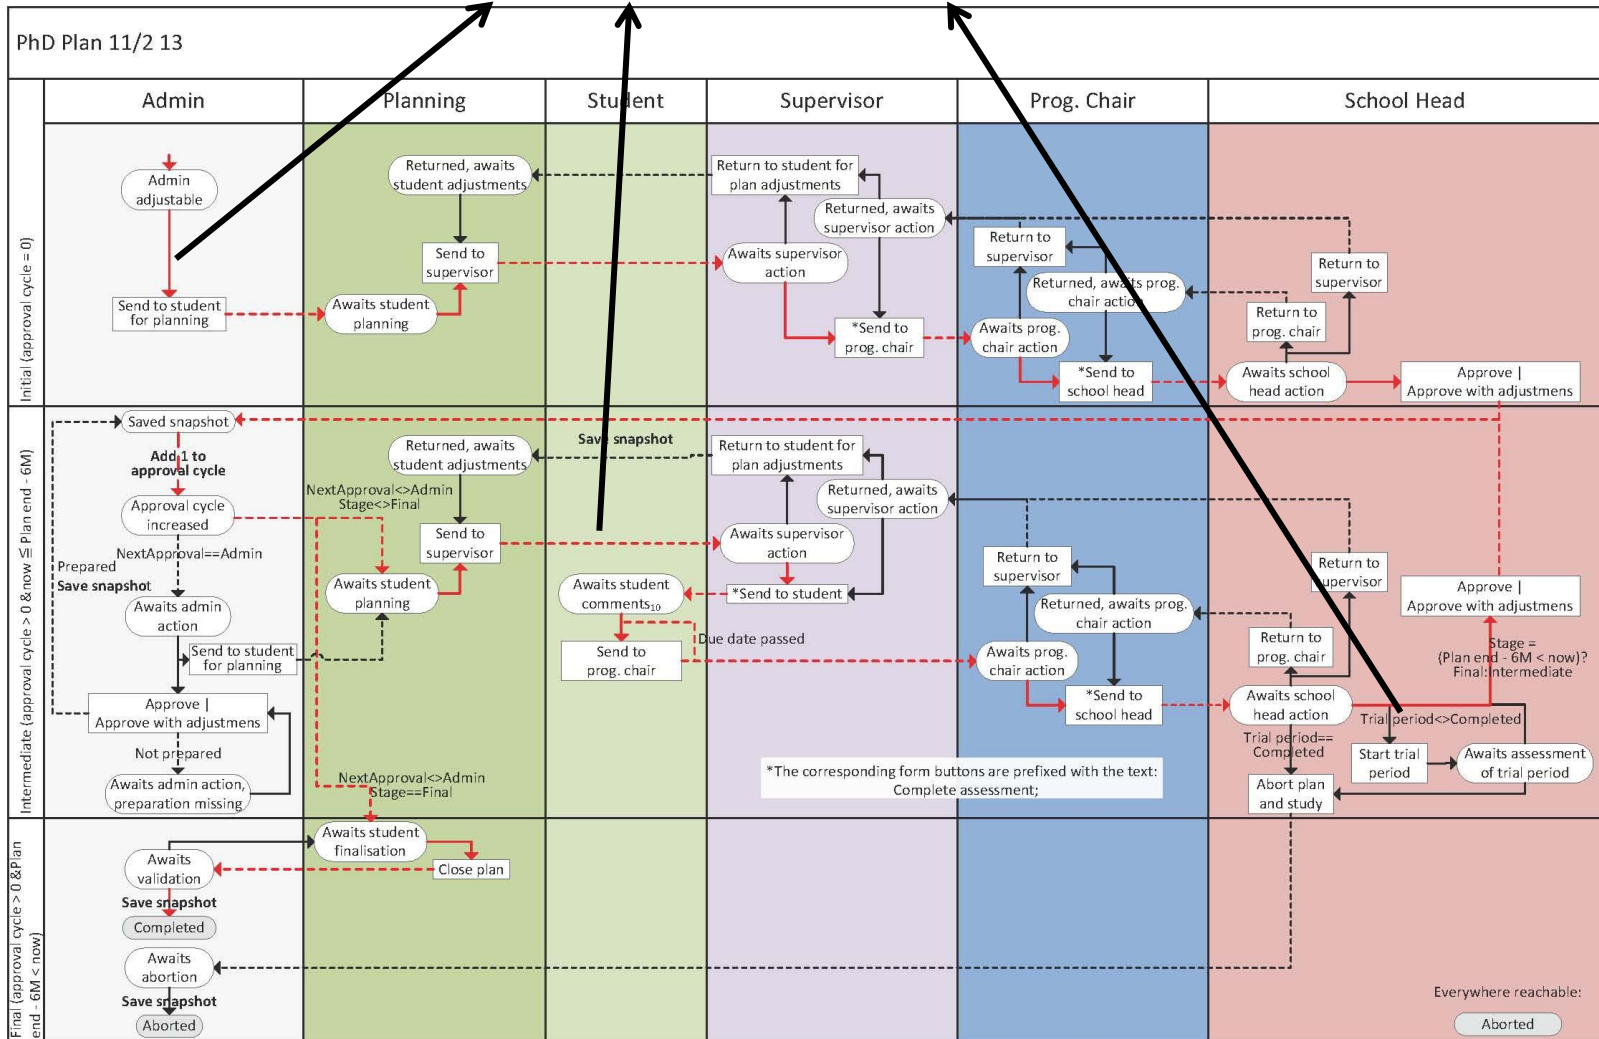 PhD Plan 11/2 13
Admin
Planning
Student
Supervisor
Prog. Chair
School Head
Initial (approval cycle = 0)
Admin
adjustable
Send to student
for planning
Returned, awaits
student adjustments
Send to
supervisor
Awaits student
planning
Return to student for
plan adjustments
Returned, awaits
supervisor action
Awaits supervisor
action
*Send to
prog. chair
Return to
supervisor
Returned, awaits prog.
chair action
Awaits prog.
chair action
*Send to
school head
Return to
supervisor
Return to
prog. chair
Awaits school
head action
Approve |
Approve with adjustmens
Intermediate (approval cycle > 0 & now ≦ Plan end - 6M)
Saved snapshot
Add 1 to
approval cycle
Approval cycle
increased
NextApproval==Admin
Prepared
Save snapshot
Awaits admin
action
Send to student
for planning
Approve |
Approve with adjustmens
Not prepared
Awaits admin action,
preparation missing
Returned, awaits
student adjustments
NextApproval<>Admin
Stage<>Final
Send to
supervisor
Awaits student
planning
NextApproval<>Admin
Stage==Final
Save snapshot
Awaits student
comments10
Send to
prog. chair
Due date passed
Return to student for
plan adjustments
Returned, awaits
supervisor action
Awaits supervisor
action
*Send to student
*The corresponding form buttons are prefixed with the text:
Complete assessment;
Return to
supervisor
Returned, awaits prog.
chair action
Awaits prog.
chair action
*Send to
school head
Return to
supervisor
Return to
prog. chair
Awaits school
head action
Approve |
Approve with adjustmens
Stage =
(Plan end - 6M < now)?
Final:Intermediate
Trial period<>Completed
Trial period==
Completed
Start trial
period
Awaits assessment
of trial period
Abort plan
and study
Final (approval cycle > 0 &Plan
end - 6M < now)
Awaits student
finalisation
Close plan
Awaits
validation
Save snapshot
Completed
Awaits
abortion
Save snapshot
Aborted
Everywhere reachable:
Aborted